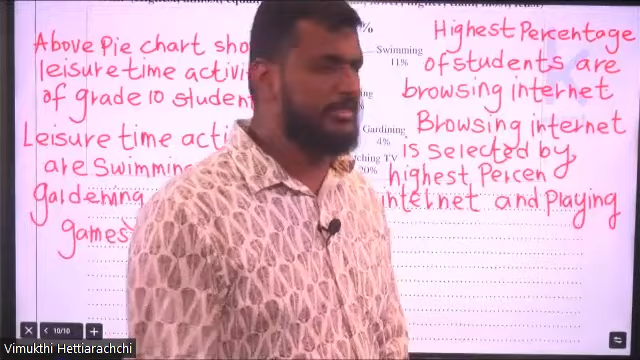 %
Above Pie chart sho
leisure time activi
of grade 10 student
Leisure time acti
are Swimming
gardening
games
Swimming
11%
Gardining
4%
tching TV
20%
Highest Percentage
of students are
browsing internet
Browsing internet
is selected by
highest Percen
internet and playing
10/10
Vimukthi Hettiarachchi